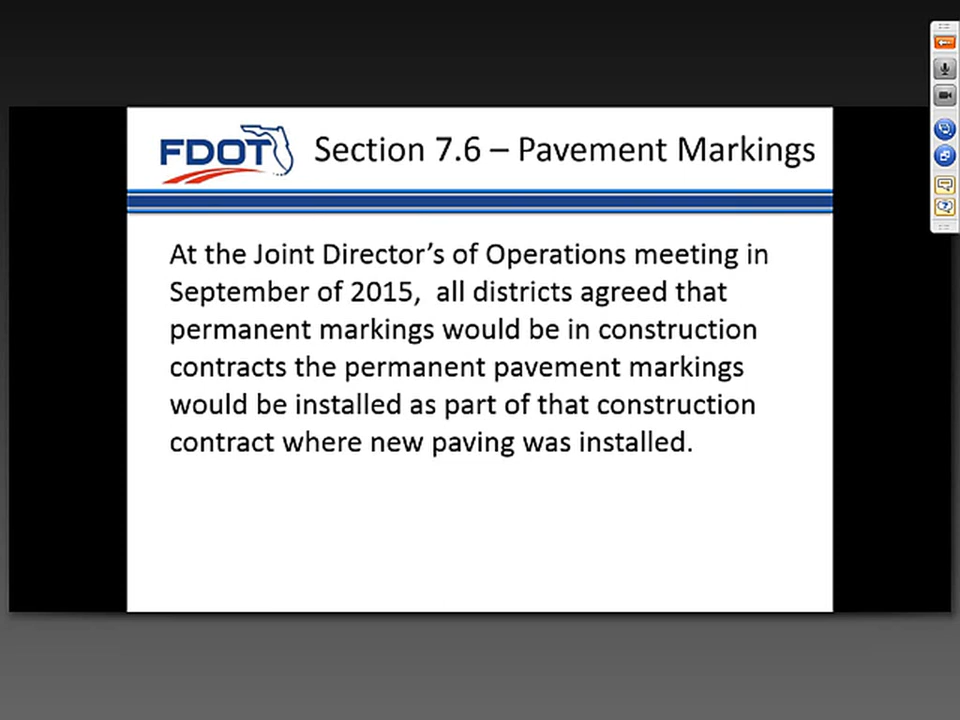 FDOT Section 7.6 – Pavement Markings
At the Joint Director's of Operations meeting in
September of 2015, all districts agreed that
permanent markings would be in construction
contracts the permanent pavement markings
would be installed as part of that construction
contract where new paving was installed.